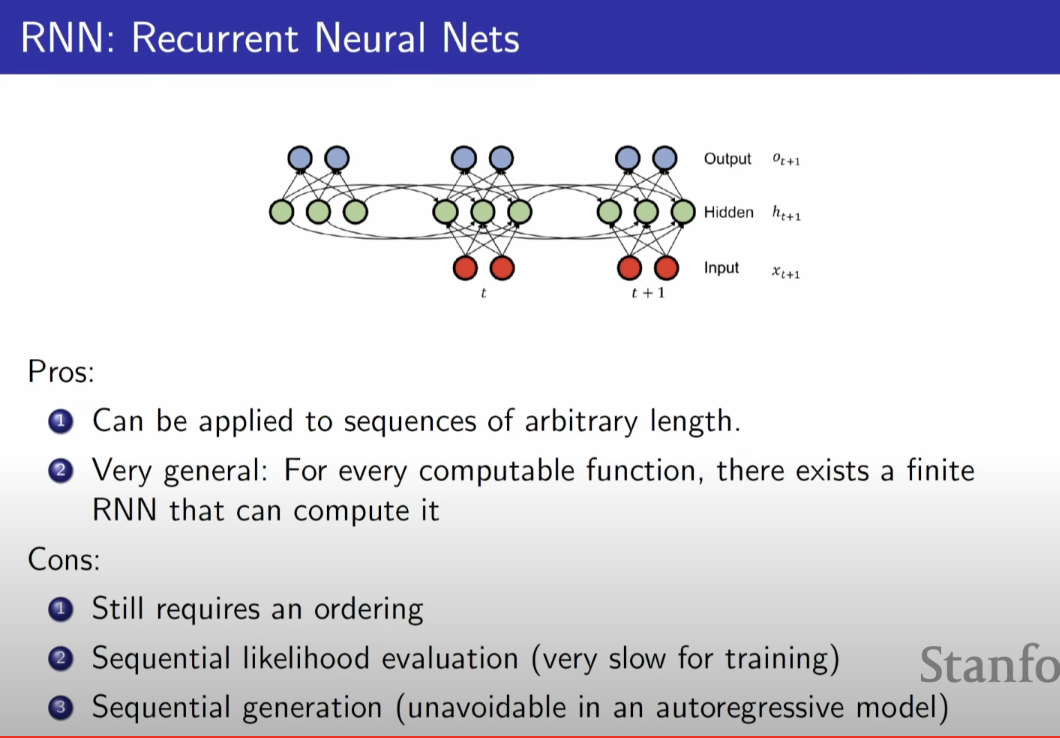 RNN: Recurrent Neural Nets
Output o_{t+1}
Hidden h_{t+1}
Input x_{t+1}
t
t + 1
Pros:
1 Can be applied to sequences of arbitrary length.
2 Very general: For every computable function, there exists a finite
RNN that can compute it
Cons:
1 Still requires an ordering
2 Sequential likelihood evaluation (very slow for training)
Stanfo
3 Sequential generation (unavoidable in an autoregressive model)